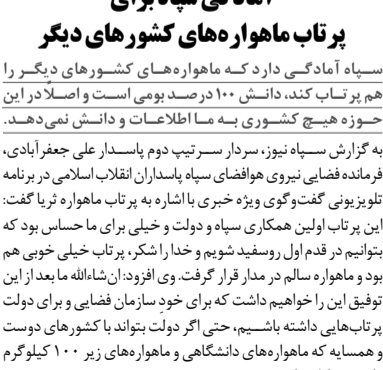 آمادگی سپاه برای
پرتاب ماهواره‌های کشورهای دیگر
سپاه آمادگی دارد که ماهواره‌های کشورهای دیگر را
هم پرتاب کند، دانش ۱۰۰ درصد بومی است و اصلاً در این
حوزه هیچ کشوری به ما اطلاعات و دانش نمی‌دهد.
به گزارش سپاه نیوز، سردار سرتیپ دوم پاسدار علی جعفرآبادی،
فرمانده فضایی نیروی هوافضای سپاه پاسداران انقلاب اسلامی در برنامه
تلویزیونی گفت‌وگوی ویژه خبری با اشاره به پرتاب ماهواره ثریا گفت:
این پرتاب اولین همکاری سپاه و دولت و خیلی برای ما حساس بود که
بتوانیم در قدم اول روسفید شویم و خدا را شکر، پرتاب خیلی خوبی هم
بود و ماهواره سالم در مدار قرار گرفت. وی افزود: ان‌شاءالله ما بعد از این
توفیق این را خواهیم داشت که برای خودِ سازمان فضایی و برای دولت
پرتاب‌هایی داشته باشیم، حتی اگر دولت بتواند با کشورهای دوست
و همسایه که ماهواره‌های دانشگاهی و ماهواره‌های زیر ۱۰۰ کیلوگرم